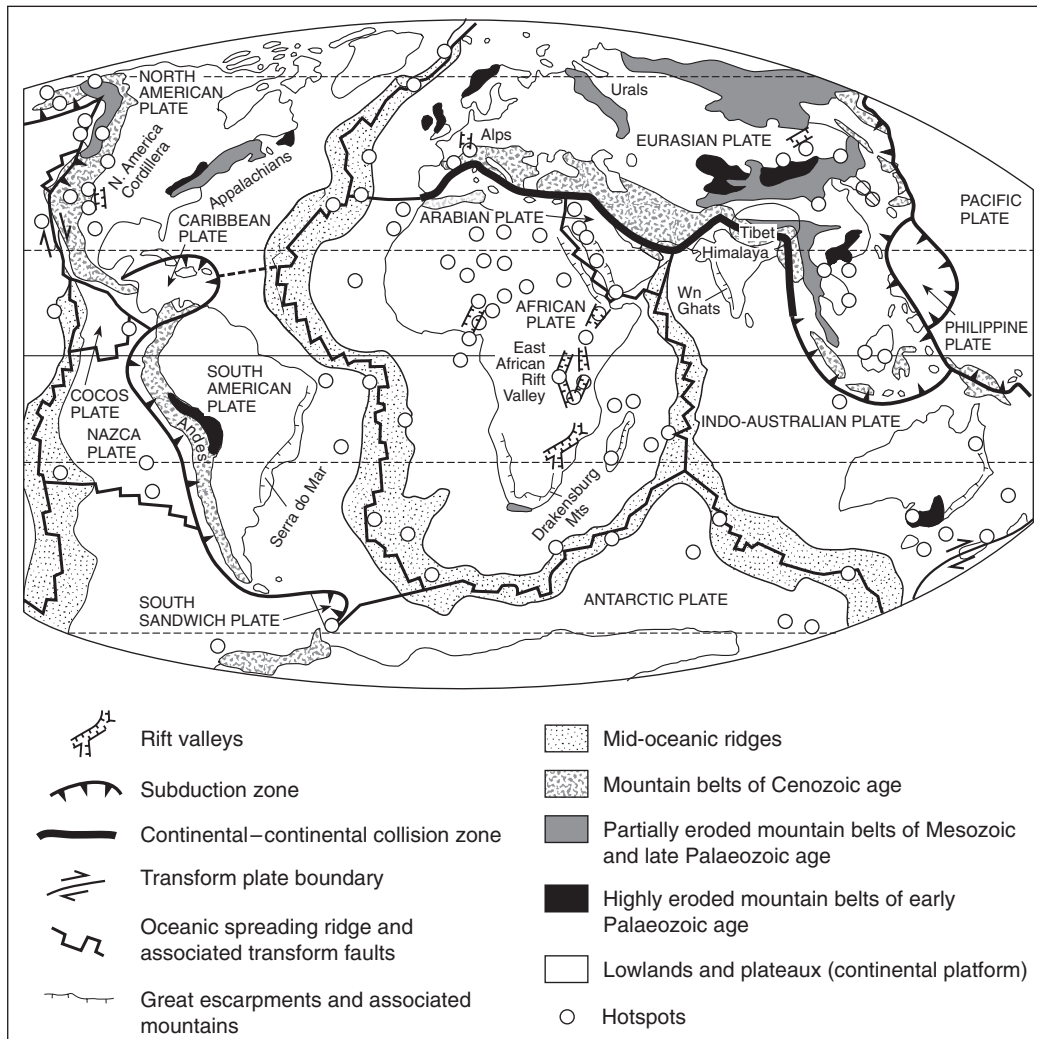 NORTH
AMERICAN
PLATE
N. America
Cordillera
Appalachians
CARIBBEAN
PLATE
Alps
Urals
EURASIAN PLATE
PACIFIC
PLATE
ARABIAN PLATE
Tibet
Himalaya
Wn
Ghats
AFRICAN
PLATE
PHILIPPINE
PLATE
East
African
Rift
Valley
SOUTH
AMERICAN
PLATE
COCOS
PLATE
NAZCA
PLATE
Andes
INDO-AUSTRALIAN PLATE
Serra do Mar
Drakensburg
Mts
SOUTH
SANDWICH PLATE
ANTARCTIC PLATE
Rift valleys
Subduction zone
Continental–continental collision zone
Transform plate boundary
Oceanic spreading ridge and
associated transform faults
Great escarpments and associated
mountains
Mid-oceanic ridges
Mountain belts of Cenozoic age
Partially eroded mountain belts of Mesozoic
and late Palaeozoic age
Highly eroded mountain belts of early
Palaeozoic age
Lowlands and plateaux (continental platform)
Hotspots